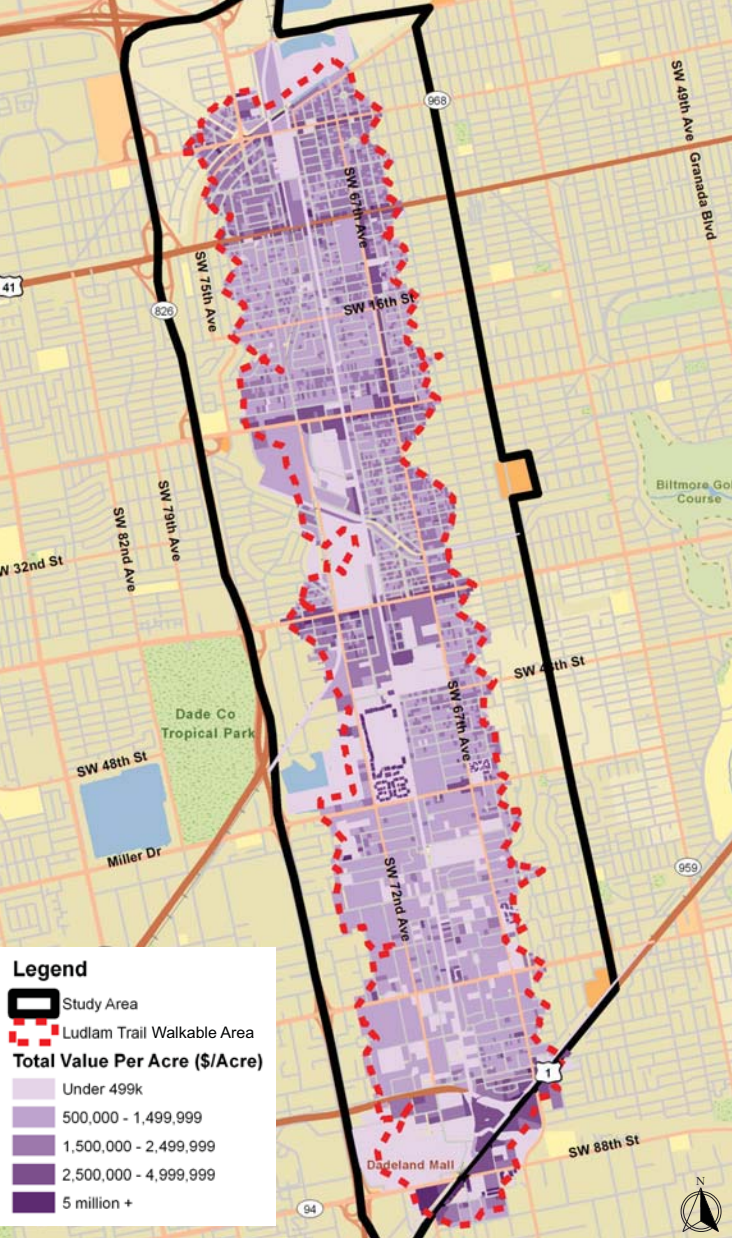 968
SW 49th Ave
Granada Blvd
SW 67th Ave
41
SW 75th Ave
826
SW 16th St
Biltmore Gol
Course
SW 79th Ave
SW 82nd Ave
W 32nd St
SW 4 th St
SW 67th Ave
Dade Co
Tropical Park
SW 48th St
Miller Dr
959
SW 72nd Ave
Legend
Study Area
Ludlam Trail Walkable Area
Total Value Per Acre ($/Acre)
Under 499k
500,000 - 1,499,999
1,500,000 - 2,499,999
2,500,000 - 4,999,999
5 million +
1
SW 88th St
Dadeland Mall
94
N